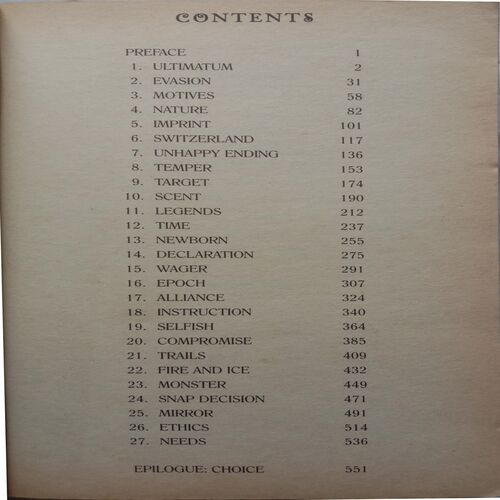 CONTENTS
PREFACE 1
1. ULTIMATUM 2
2. EVASION 31
3. MOTIVES 58
4. NATURE 82
5. IMPRINT 101
6. SWITZERLAND 117
7. UNHAPPY ENDING 136
8. TEMPER 153
9. TARGET 174
10. SCENT 190
11. LEGENDS 212
12. TIME 237
13. NEWBORN 255
14. DECLARATION 275
15. WAGER 291
16. EPOCH 307
17. ALLIANCE 324
18. INSTRUCTION 340
19. SELFISH 364
20. COMPROMISE 385
21. TRAILS 409
22. FIRE AND ICE 432
23. MONSTER 449
24. SNAP DECISION 471
25. MIRROR 491
26. ETHICS 514
27. NEEDS 536
EPILOGUE: CHOICE 551